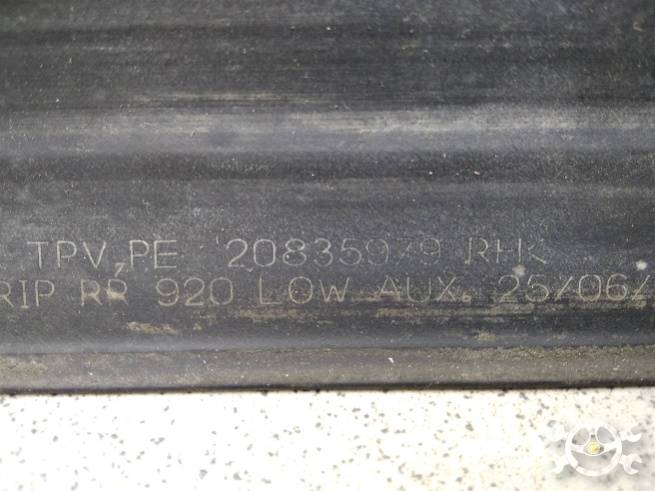 TPV,PE 20835979 RHK
RIP RR 920 LOW AUX. 25/06/